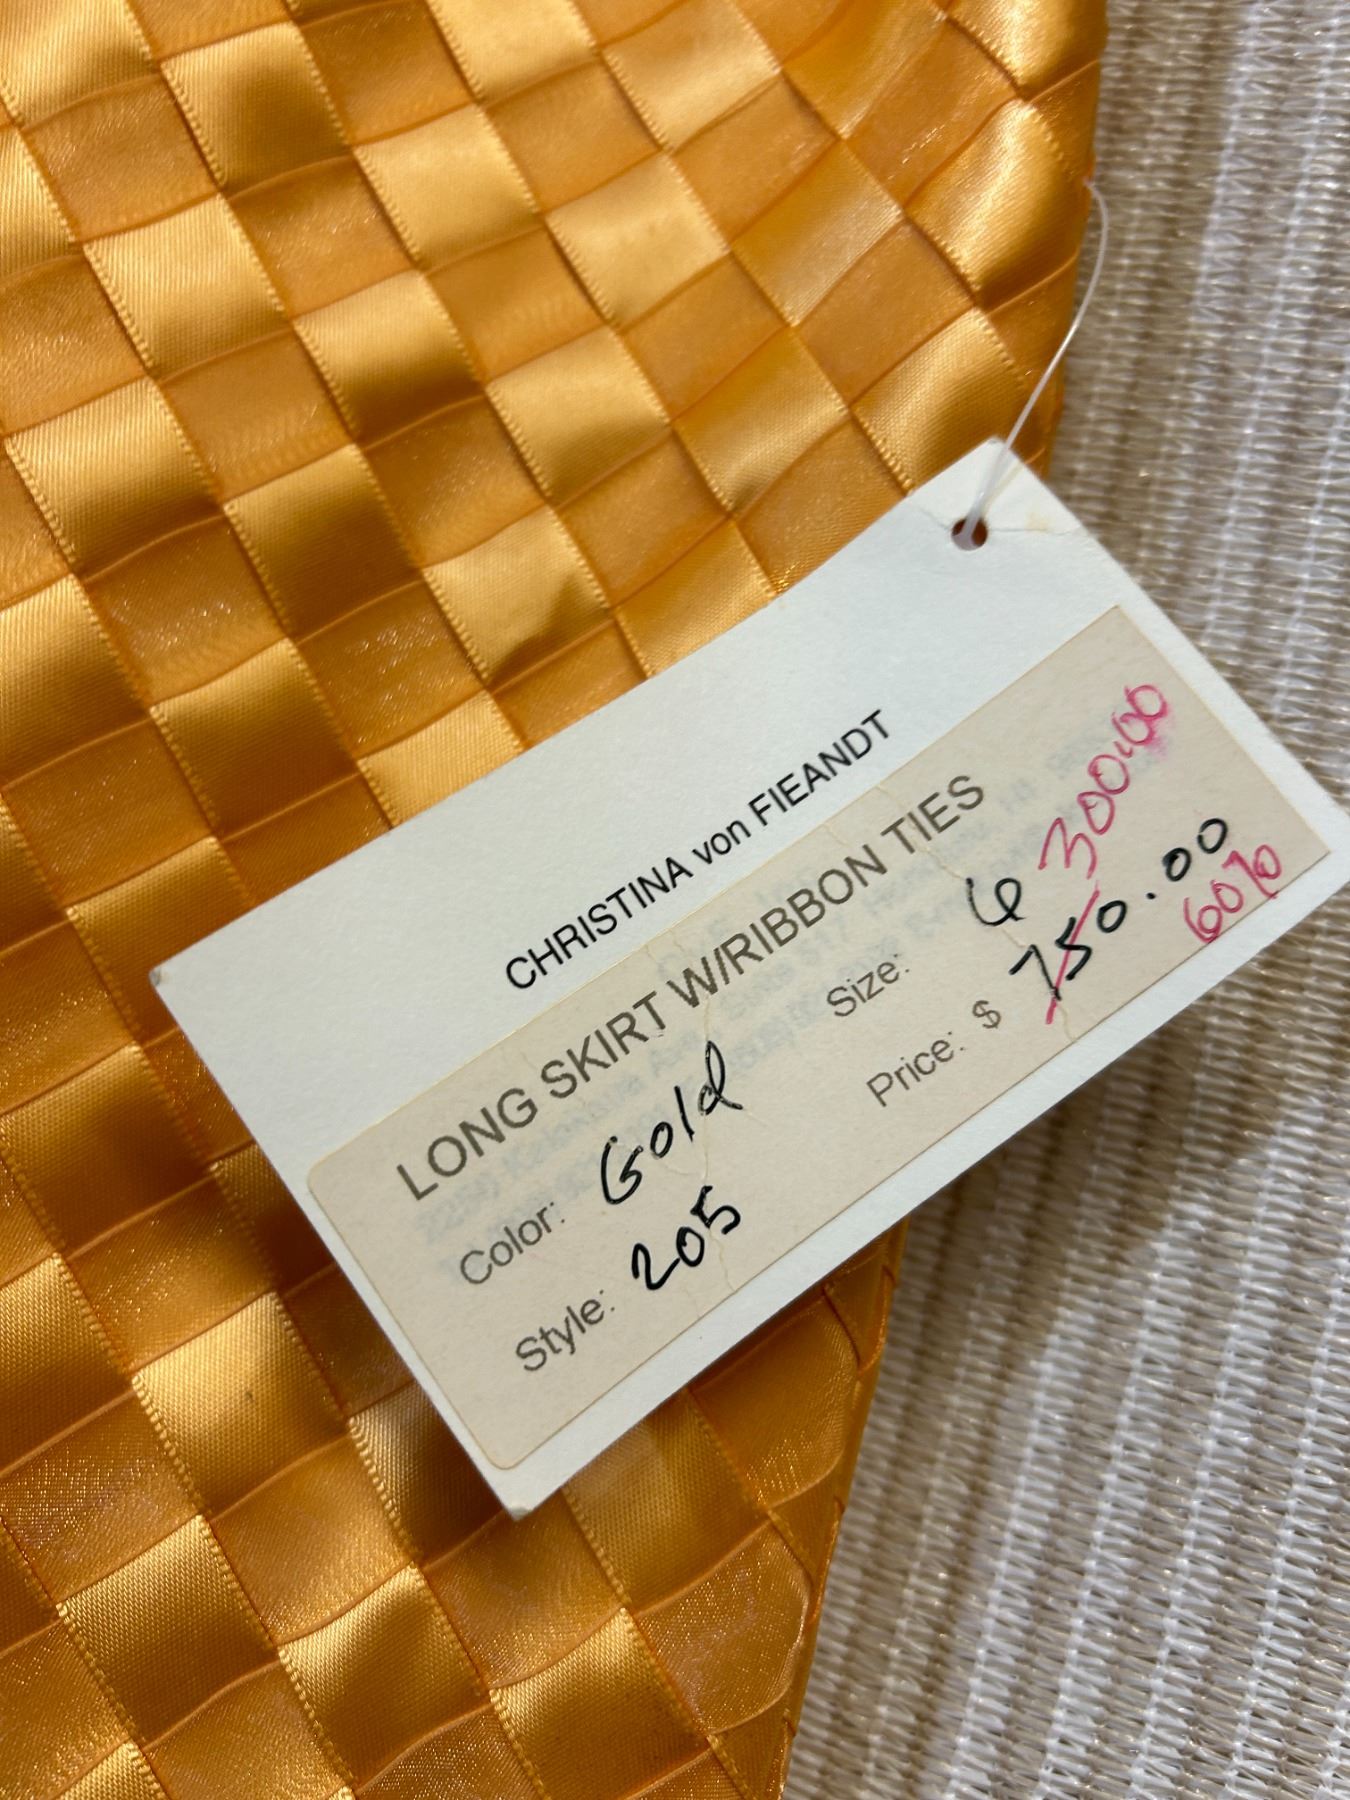 CHRISTINA von FIEANDT
LONG SKIRT W/RIBBON TIES
Color: Gold
Size: 6
300.00
Style: 205
Price: $ 750.00
60%